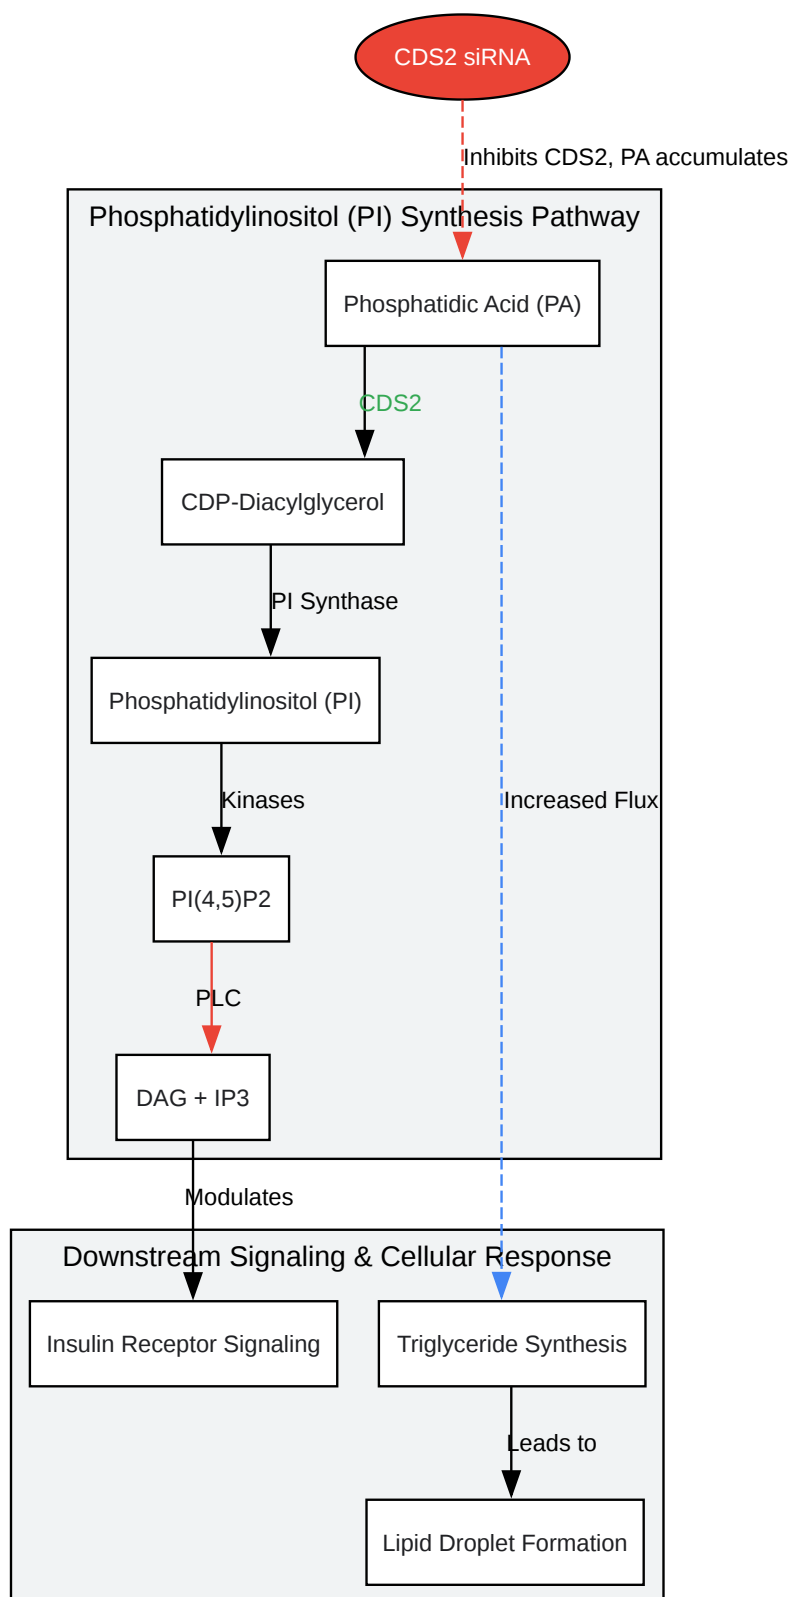 CDS2 siRNA
Inhibits CDS2, PA accumulates
Phosphatidylinositol (PI) Synthesis Pathway
Phosphatidic Acid (PA)
CDS2
CDP-Diacylglycerol
PI Synthase
Phosphatidylinositol (PI)
Kinases
Increased Flux
PI(4,5)P2
PLC
DAG + IP3
Modulates
Downstream Signaling & Cellular Response
Insulin Receptor Signaling
Triglyceride Synthesis
Leads to
Lipid Droplet Formation